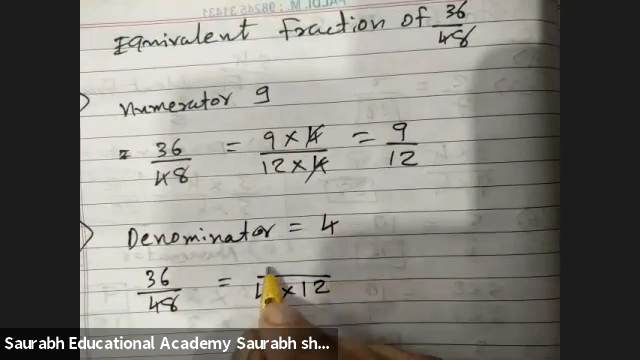 Equivalent fraction of 36/48
Numerator 9
= 36/48 = 9 × 4 / 12 × 4 = 9/12
Denominator = 4
36/48 = × 12
Saurabh Educational Academy Saurabh sh...